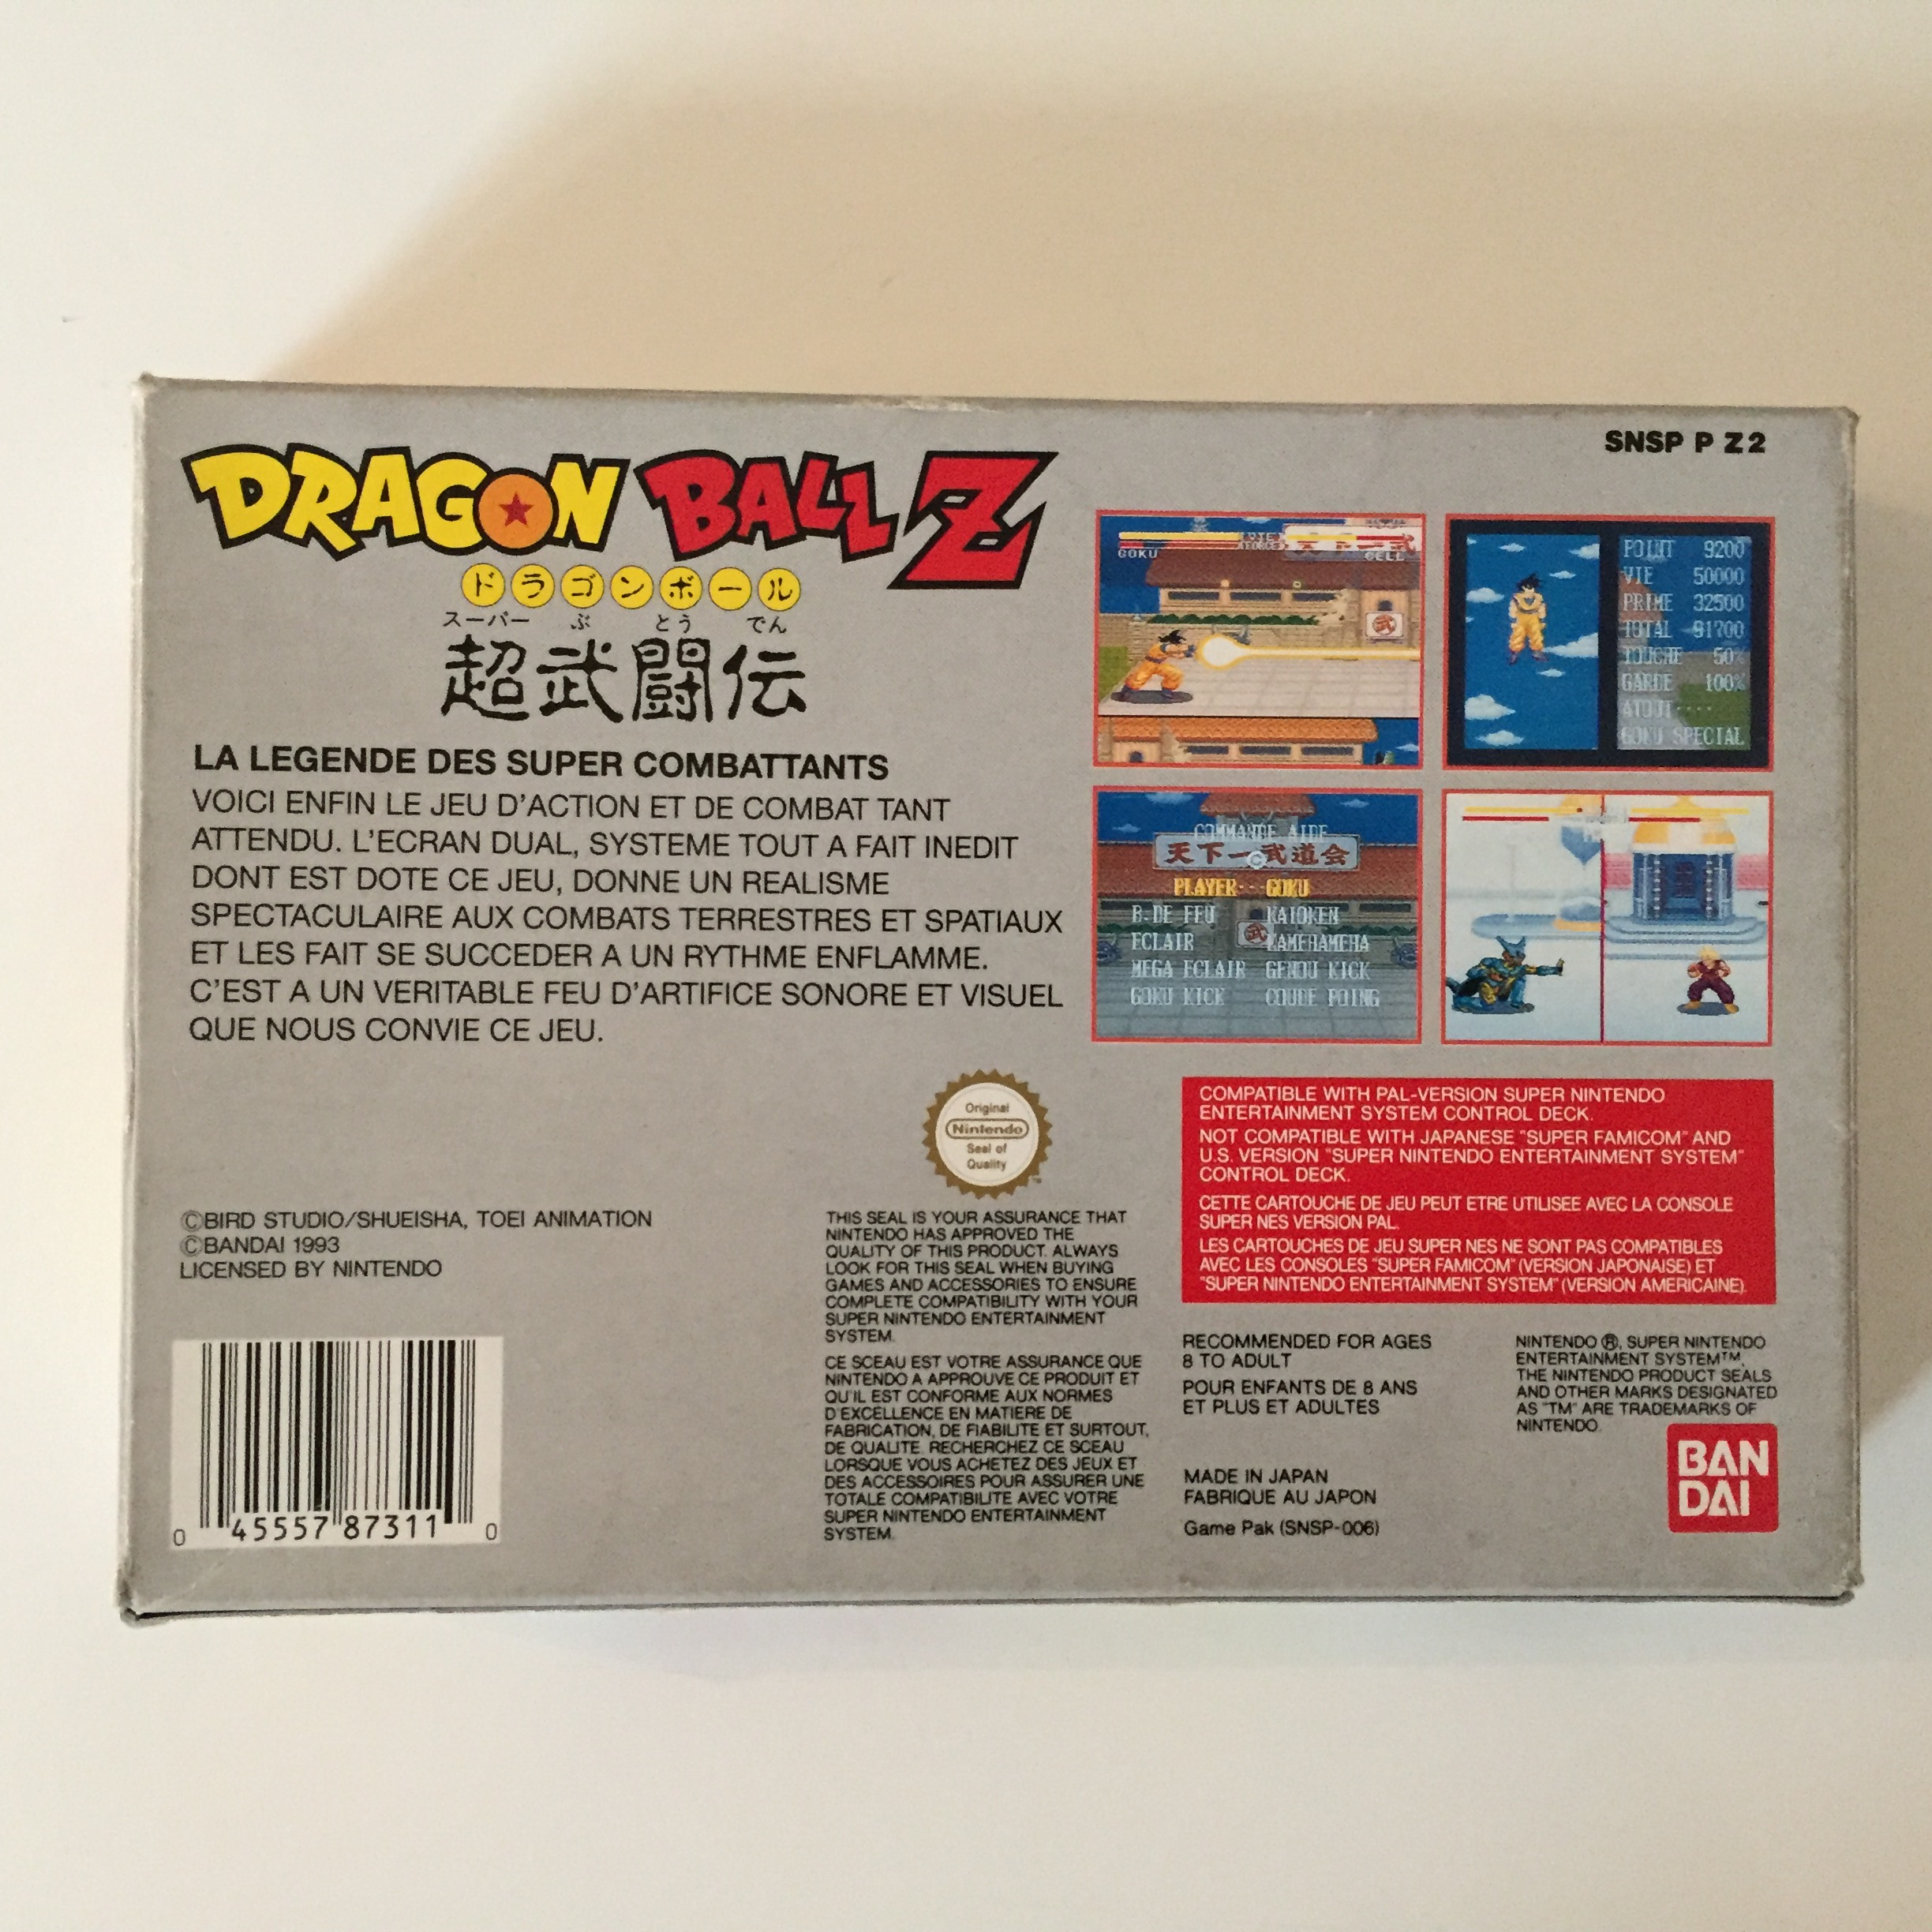 SNSP P Z 2
DRAGON BALL Z
ドラゴンボール
スーパー ぶ とう でん
超武闘伝
LA LEGENDE DES SUPER COMBATTANTS
VOICI ENFIN LE JEU D'ACTION ET DE COMBAT TANT
ATTENDU. L'ECRAN DUAL, SYSTEME TOUT A FAIT INEDIT
DONT EST DOTE CE JEU, DONNE UN REALISME
SPECTACULAIRE AUX COMBATS TERRESTRES ET SPATIAUX
ET LES FAIT SE SUCCEDER A UN RYTHME ENFLAMME.
C'EST A UN VERITABLE FEU D'ARTIFICE SONORE ET VISUEL
QUE NOUS CONVIE CE JEU.
GOKU
CELL
武
POINT 9200
VIE 50000
PRIME 32500
TOTAL 91700
TOUCHE 50%
GARDE 100%
ATOUT····
GOKU SPECIAL
COMMANDE AIDE
天下一武道会
PLAYER··GOKU
B·DE FEU KAIOKEN
ECLAIR KAMEHAMEHA
MEGA ECLAIR GENOU KICK
GOKU KICK COUDE POING
Original
Nintendo
Seal of
Quality
THIS SEAL IS YOUR ASSURANCE THAT
NINTENDO HAS APPROVED THE
QUALITY OF THIS PRODUCT. ALWAYS
LOOK FOR THIS SEAL WHEN BUYING
GAMES AND ACCESSORIES TO ENSURE
COMPLETE COMPATIBILITY WITH YOUR
SUPER NINTENDO ENTERTAINMENT
SYSTEM.
CE SCEAU EST VOTRE ASSURANCE QUE
NINTENDO A APPROUVE CE PRODUIT ET
QU'IL EST CONFORME AUX NORMES
D'EXCELLENCE EN MATIERE DE
FABRICATION, DE FIABILITE ET SURTOUT,
DE QUALITE. RECHERCHEZ CE SCEAU
LORSQUE VOUS ACHETEZ DES JEUX ET
DES ACCESSOIRES POUR ASSURER UNE
TOTALE COMPATIBILITE AVEC VOTRE
SUPER NINTENDO ENTERTAINMENT
SYSTEM.
COMPATIBLE WITH PAL-VERSION SUPER NINTENDO
ENTERTAINMENT SYSTEM CONTROL DECK.
NOT COMPATIBLE WITH JAPANESE "SUPER FAMICOM" AND
U.S. VERSION "SUPER NINTENDO ENTERTAINMENT SYSTEM"
CONTROL DECK.
CETTE CARTOUCHE DE JEU PEUT ETRE UTILISEE AVEC LA CONSOLE
SUPER NES VERSION PAL.
LES CARTOUCHES DE JEU SUPER NES NE SONT PAS COMPATIBLES
AVEC LES CONSOLES "SUPER FAMICOM" (VERSION JAPONAISE) ET
"SUPER NINTENDO ENTERTAINMENT SYSTEM" (VERSION AMERICAINE).
©BIRD STUDIO/SHUEISHA, TOEI ANIMATION
©BANDAI 1993
LICENSED BY NINTENDO
0 45557 87311 0
RECOMMENDED FOR AGES
8 TO ADULT
POUR ENFANTS DE 8 ANS
ET PLUS ET ADULTES
MADE IN JAPAN
FABRIQUE AU JAPON
Game Pak (SNSP-006)
NINTENDO ®, SUPER NINTENDO
ENTERTAINMENT SYSTEM™,
THE NINTENDO PRODUCT SEALS
AND OTHER MARKS DESIGNATED
AS "TM" ARE TRADEMARKS OF
NINTENDO.
BAN
DAI